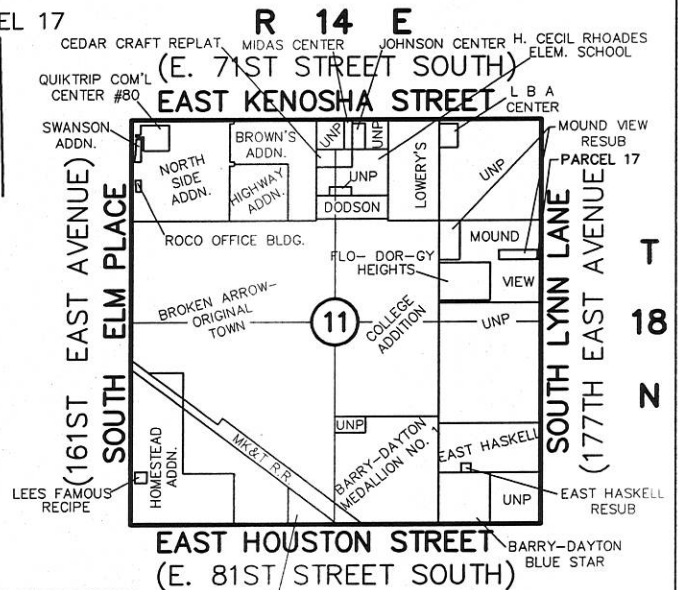 EL 17
R 14 E
CEDAR CRAFT REPLAT
MIDAS CENTER
JOHNSON CENTER
H. CECIL RHOADES
ELEM. SCHOOL
(E. 71ST STREET SOUTH)
QUIKTRIP COM'L
CENTER #80
EAST KENOSHA STREET
L B A
CENTER
SWANSON
ADDN.
MOUND VIEW
RESUB
PARCEL 17
NORTH
SIDE
ADDN.
BROWN'S
ADDN.
HIGHWAY
ADDN.
UNP
UNP
UNP
DODSON
LOWERY'S
UNP
ROCO OFFICE BLDG.
FLO- DOR-GY
HEIGHTS
MOUND
VIEW
(161ST EAST AVENUE)
SOUTH ELM PLACE
SOUTH LYNN LANE
(177TH EAST AVENUE)
T
18
N
BROKEN ARROW-
ORIGINAL
TOWN
11
COLLEGE
ADDITION
UNP
MK&T R.R.
UNP
BARRY-DAYTON
MEDALLION NO. 1
EAST HASKELL
HOMESTEAD
ADDN.
LEES FAMOUS
RECIPE
UNP
EAST HASKELL
RESUB
EAST HOUSTON STREET
(E. 81ST STREET SOUTH)
BARRY-DAYTON
BLUE STAR